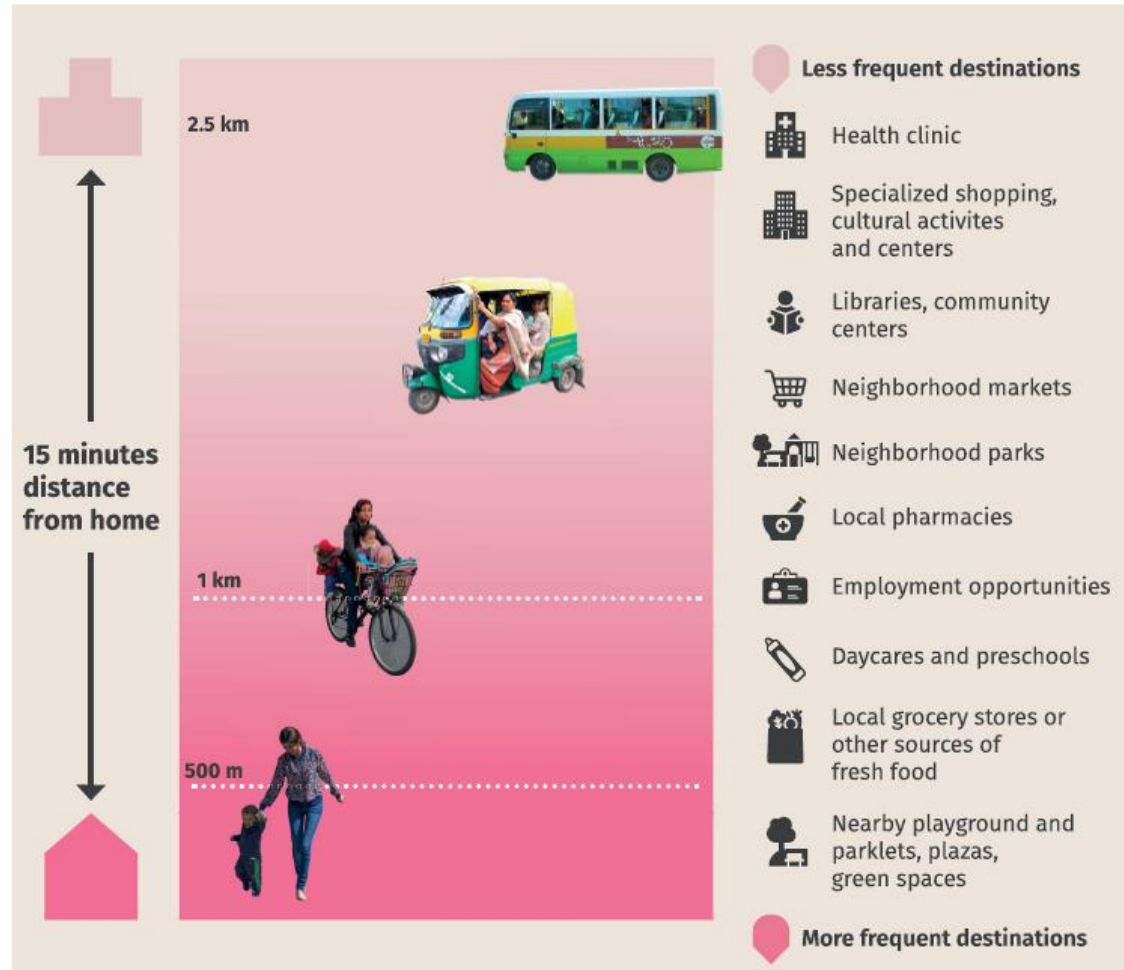 Less frequent destinations
2.5 km
Health clinic
Specialized shopping,
cultural activites
and centers
Libraries, community
centers
Neighborhood markets
15 minutes
distance
from home
Neighborhood parks
Local pharmacies
1 km
Employment opportunities
Daycares and preschools
Local grocery stores or
other sources of
fresh food
500 m
Nearby playground and
parklets, plazas,
green spaces
More frequent destinations